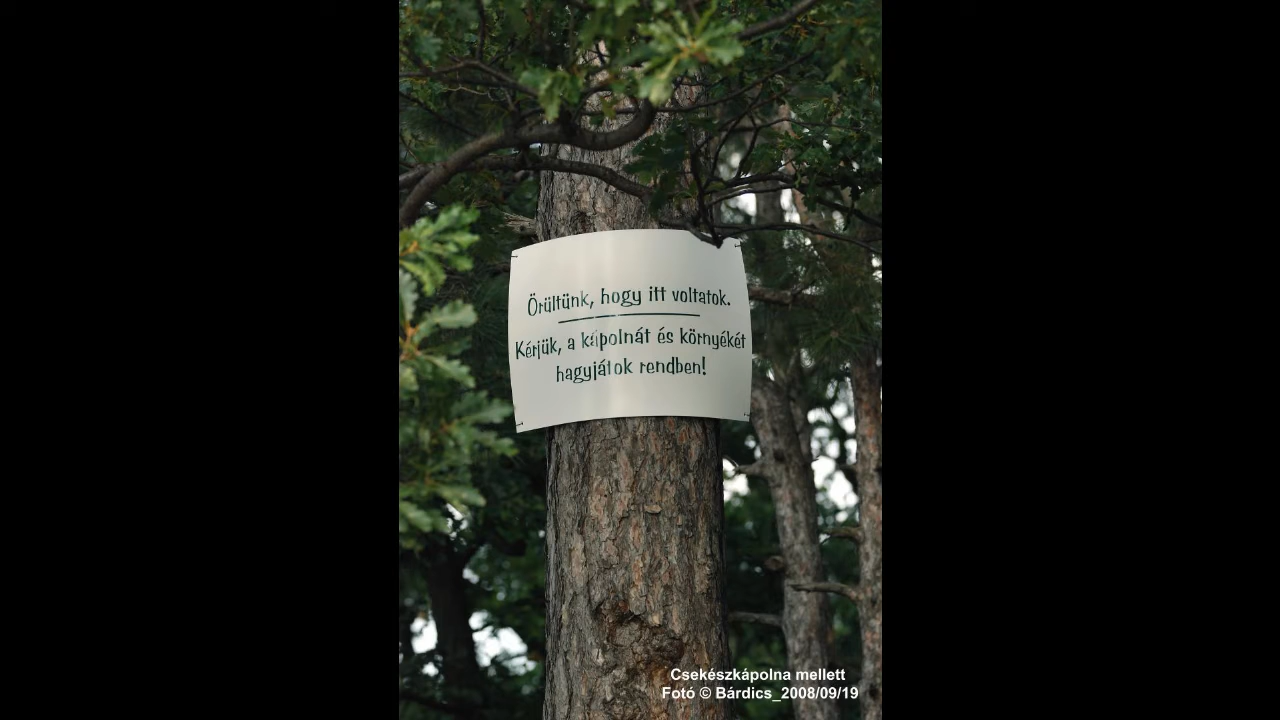 Örültünk, hogy itt voltatok.
Kérjük, a kápolnát és környékét
hagyjátok rendben!
Csekészkápolna mellett
Fotó © Bárdics_2008/09/19